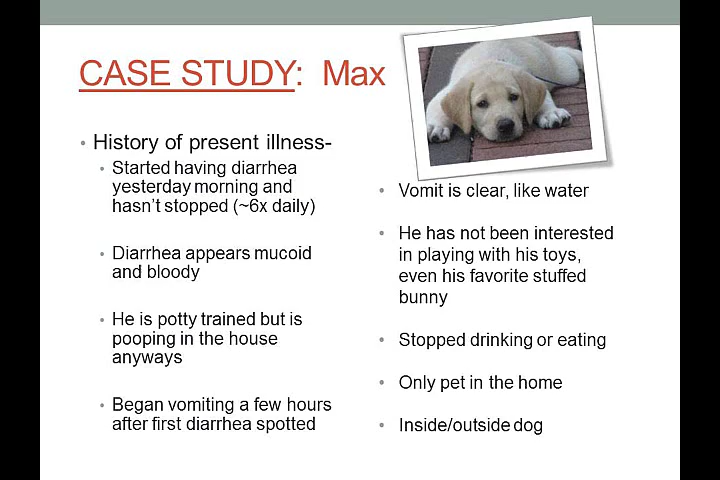 CASE STUDY: Max
• History of present illness-
• Started having diarrhea
yesterday morning and
hasn't stopped (~6x daily)
• Diarrhea appears mucoid
and bloody
• He is potty trained but is
pooping in the house
anyways
• Began vomiting a few hours
after first diarrhea spotted
• Vomit is clear, like water
• He has not been interested
in playing with his toys,
even his favorite stuffed
bunny
• Stopped drinking or eating
• Only pet in the home
• Inside/outside dog